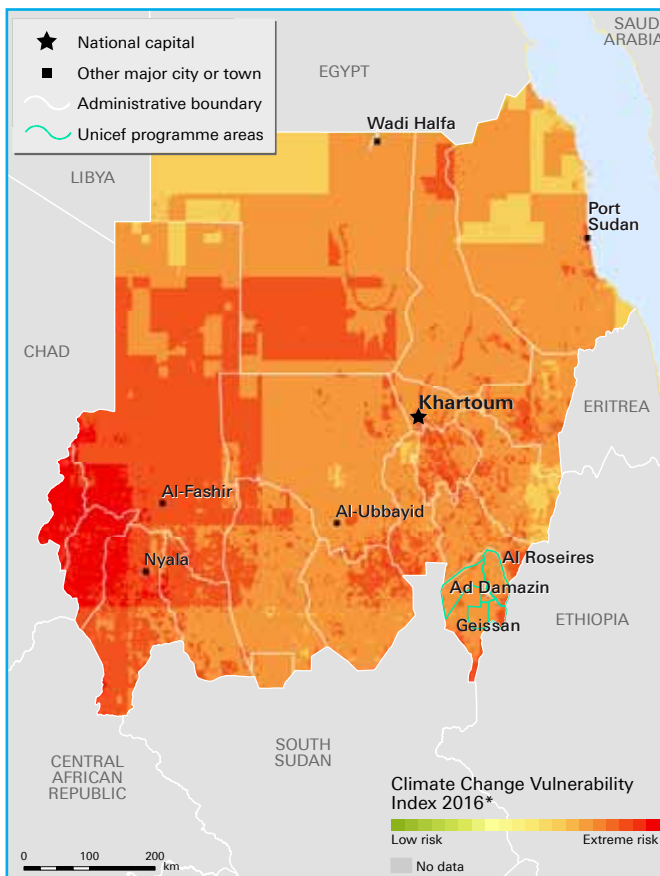 National capital
Other major city or town
Administrative boundary
Unicef programme areas
SAUDI
ARABIA
EGYPT
Wadi Halfa
LIBYA
Port
Sudan
CHAD
Khartoum
ERITREA
Al-Fashir
Al-Ubbayid
Nyala
Al Roseires
Ad Damazin
Geissan
ETHIOPIA
CENTRAL
AFRICAN
REPUBLIC
SOUTH
SUDAN
Climate Change Vulnerability
Index 2016*
Low risk
Extreme risk
No data
0 100 200
km